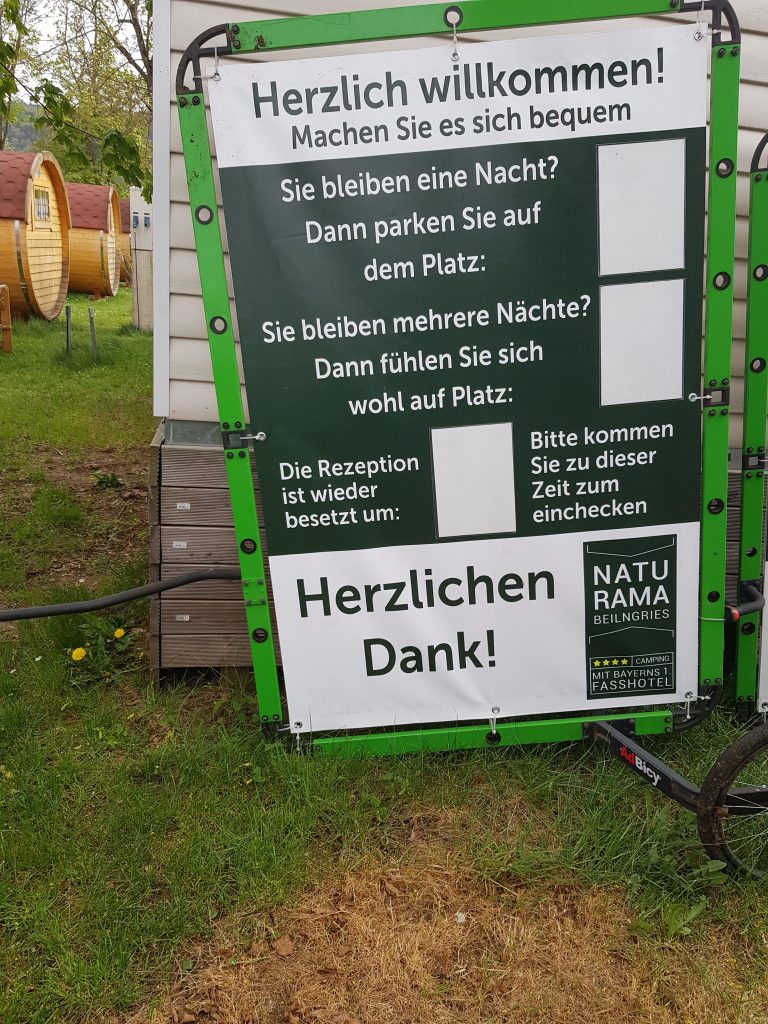 Herzlich willkommen!
Machen Sie es sich bequem
Sie bleiben eine Nacht?
Dann parken Sie auf
dem Platz:
Sie bleiben mehrere Nächte?
Dann fühlen Sie sich
wohl auf Platz:
Die Rezeption
ist wieder
besetzt um:
Bitte kommen
Sie zu dieser
Zeit zum
einchecken
Herzlichen
Dank!
NATU
RAMA
BEILNGRIES
CAMPING
MIT BAYERNS 1.
FASSHOTEL
AdBicy